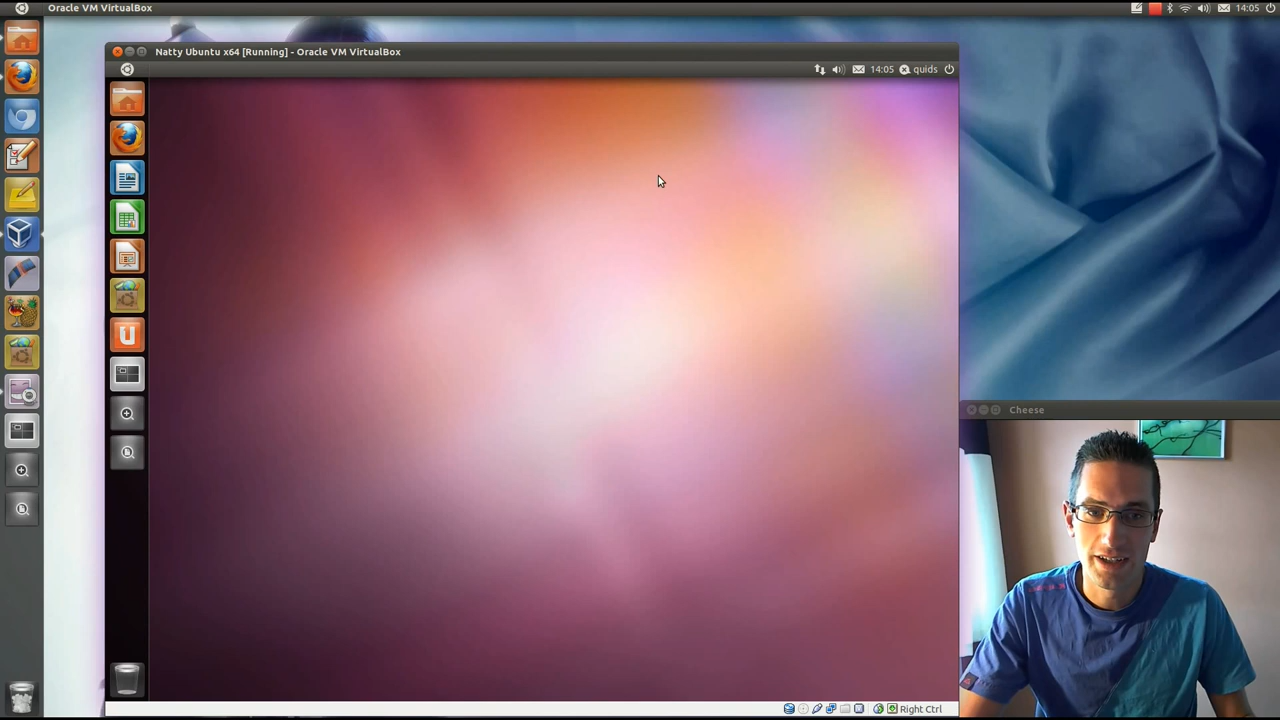 Oracle VM VirtualBox
14:05
Natty Ubuntu x64 [Running] - Oracle VM VirtualBox
14:05 quids
U
Cheese
Right Ctrl